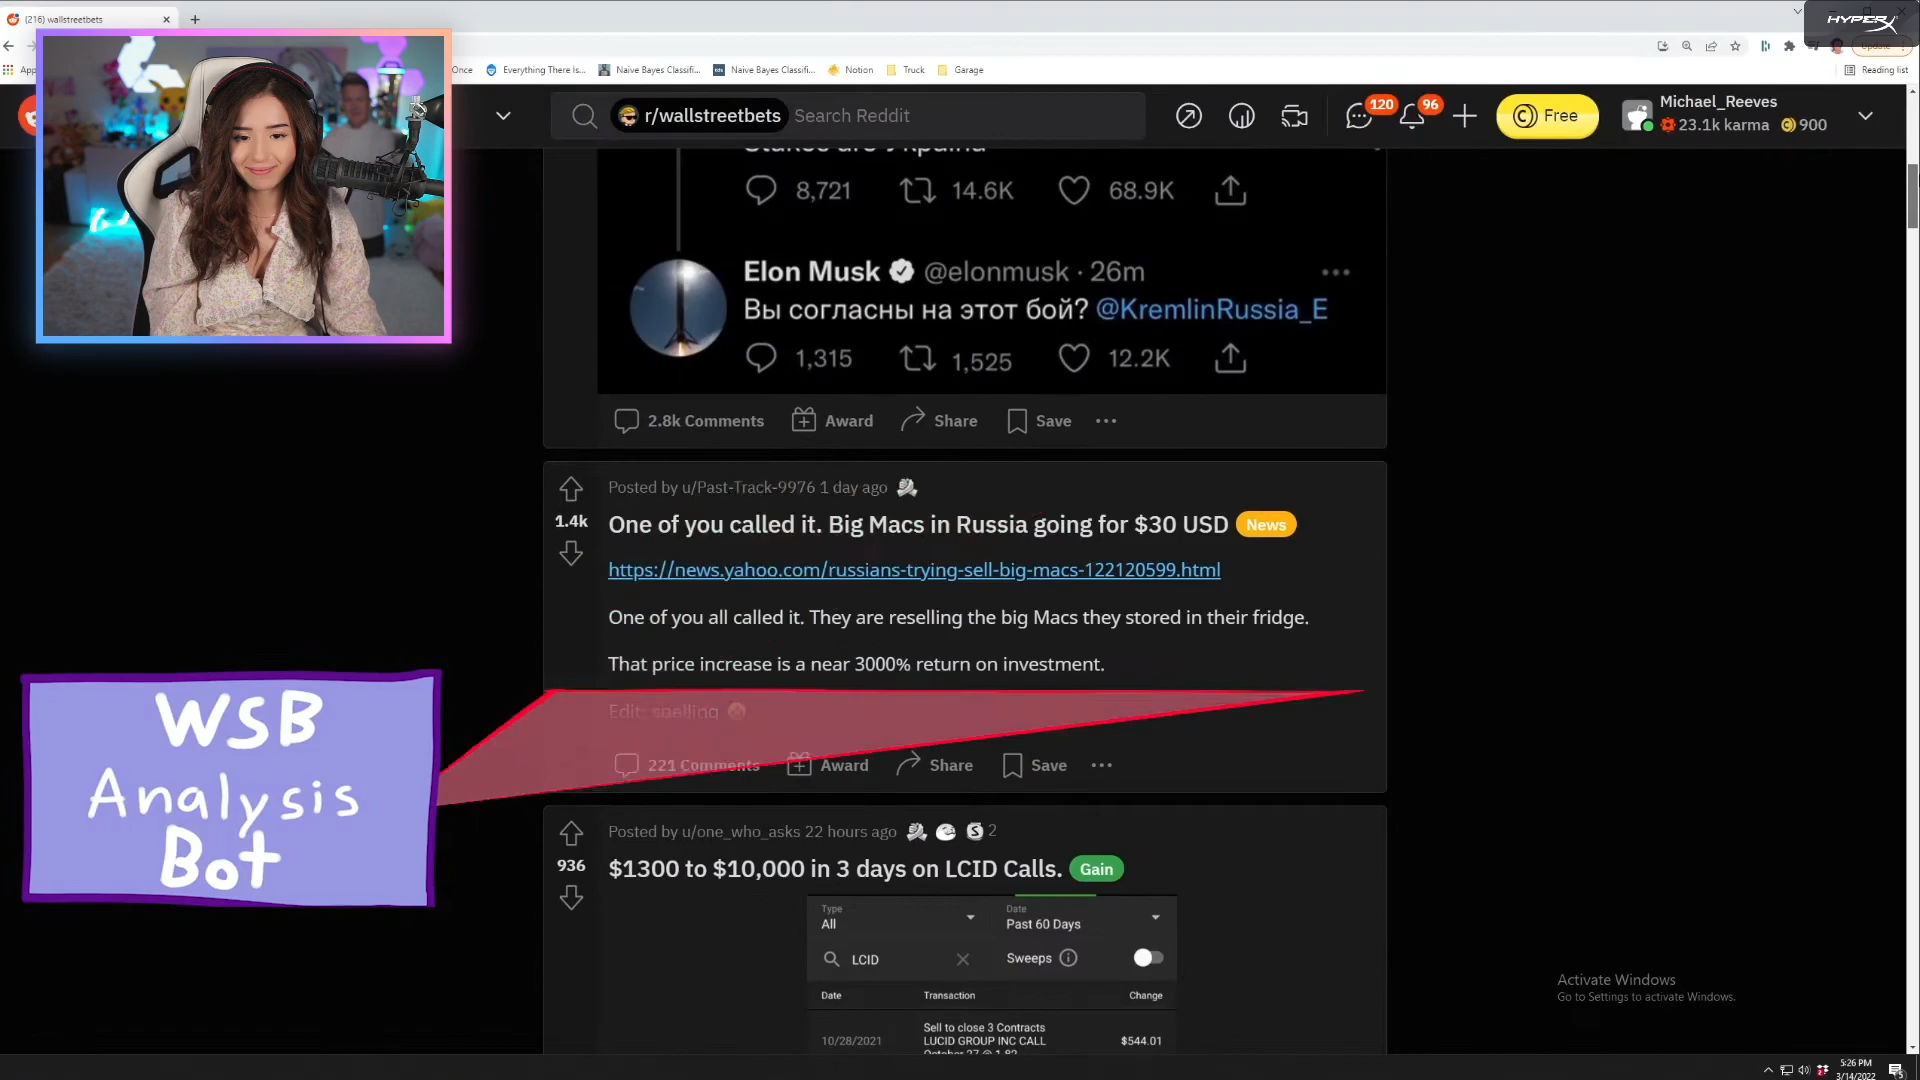 (216) wallstreetbets
HYPERX
Update
Once
Everything There Is...
Naive Bayes Classifi...
Naive Bayes Classifi...
Notion
Truck
Garage
Reading list
r/wallstreetbets
Search Reddit
120
96
Free
Michael_Reeves
23.1k karma
900
8,721
14.6K
68.9K
Elon Musk @elonmusk · 26m
Вы согласны на этот бой? @KremlinRussia_E
1,315
1,525
12.2K
2.8k Comments
Award
Share
Save
Posted by u/Past-Track-9976 1 day ago
1.4k
One of you called it. Big Macs in Russia going for $30 USD
News
https://news.yahoo.com/russians-trying-sell-big-macs-122120599.html
One of you all called it. They are reselling the big Macs they stored in their fridge.
That price increase is a near 3000% return on investment.
Edit: spelling
221 Comments
Award
Share
Save
WSB
Analysis
Bot
Posted by u/one_who_asks 22 hours ago
2
936
$1300 to $10,000 in 3 days on LCID Calls.
Gain
Type
All
Date
Past 60 Days
LCID
Sweeps
Date
Transaction
Change
10/28/2021
Sell to close 3 Contracts
LUCID GROUP INC CALL
$544.01
Activate Windows
Go to Settings to activate Windows.
5:26 PM
3/14/2022